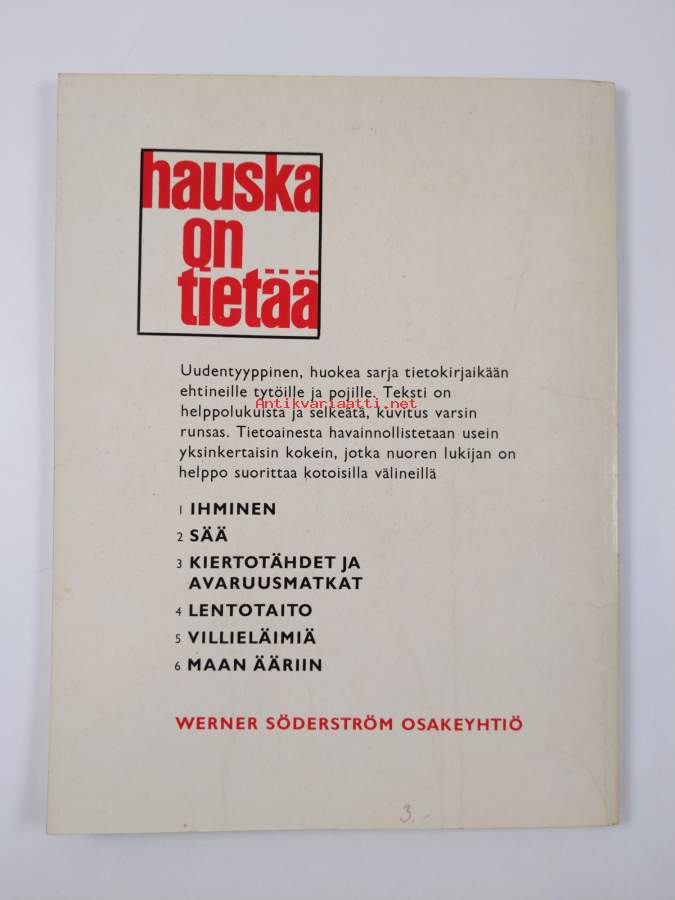 hauska
on
tietää
Uudentyyppinen, huokea sarja tietokirjaikään
ehtineille tytöille ja pojille. Teksti on
Antikvariaatti.net
helppolukuista ja selkeätä, kuvitus varsin
runsas. Tietoainesta havainnollistetaan usein
yksinkertaisin kokein, jotka nuoren lukijan on
helppo suorittaa kotoisilla välineillä
1 IHMINEN
2 SÄÄ
3 KIERTOTÄHDET JA
AVARUUSMATKAT
4 LENTOTAITO
5 VILLIELÄIMIÄ
6 MAAN ÄÄRIIN
WERNER SÖDERSTRÖM OSAKEYHTIÖ
3.-